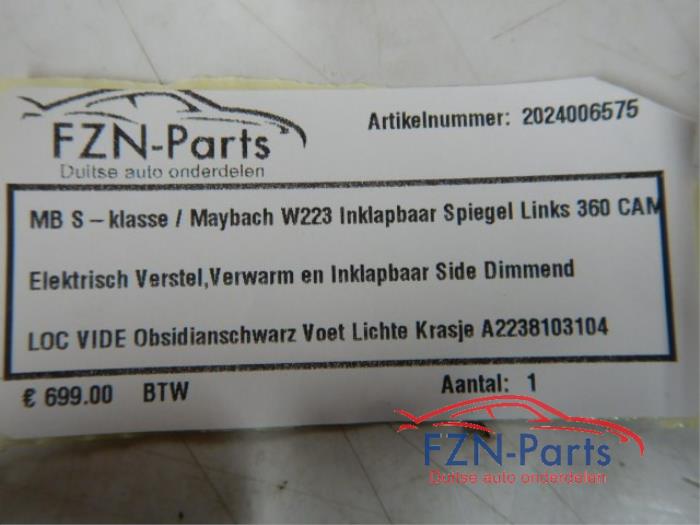 FZN-Parts
Duitse auto onderdelen
Artikelnummer: 2024006575
MB S – klasse / Maybach W223 Inklapbaar Spiegel Links 360 CAM
Elektrisch Verstel,Verwarm en Inklapbaar Side Dimmend
LOC VIDE Obsidianschwarz Voet Lichte Krasje A2238103104
€ 699.00 BTW
Aantal: 1
FZN-Parts
Duitse auto onderdelen